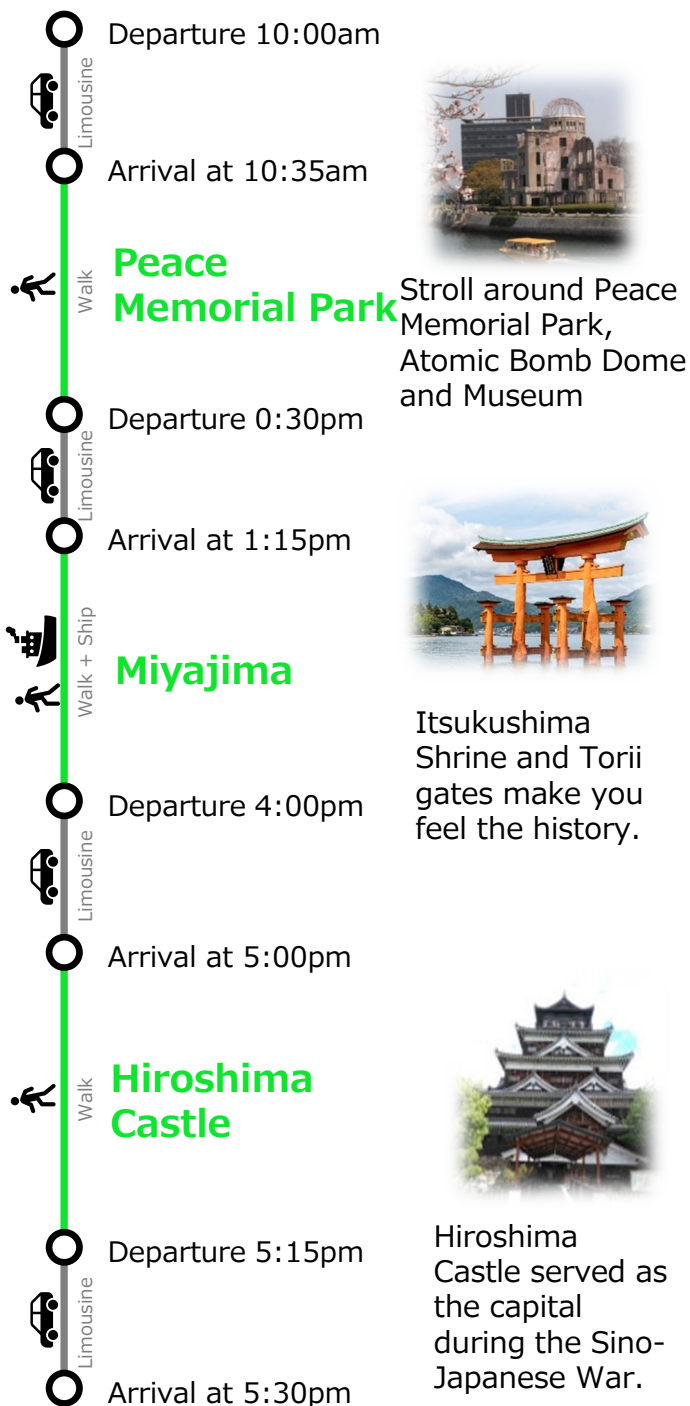 Departure 10:00am
Limousine
Arrival at 10:35am
Walk
Peace
Memorial Park
Stroll around Peace
Memorial Park,
Atomic Bomb Dome
and Museum
Departure 0:30pm
Limousine
Arrival at 1:15pm
Walk + Ship
Miyajima
Itsukushima
Shrine and Torii
gates make you
feel the history.
Departure 4:00pm
Limousine
Arrival at 5:00pm
Walk
Hiroshima
Castle
Departure 5:15pm
Hiroshima
Castle served as
the capital
during the Sino-
Japanese War.
Limousine
Arrival at 5:30pm